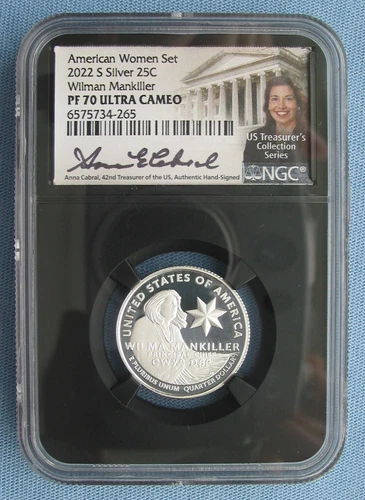 American Women Set
2022 S Silver 25C
Wilman Mankiller
PF 70 ULTRA CAMEO
6575734-265
Anna Cabral, 42nd Treasurer of the US, Authentic Hand-Signed
US Treasurer's
Collection
Series
NGC
UNITED STATES OF AMERICA
WILMA MANKILLER
PRINCIPAL CHIEF
ᏣᎳᎩᎯ ᎠᏰᎵ
E PLURIBUS UNUM QUARTER DOLLAR